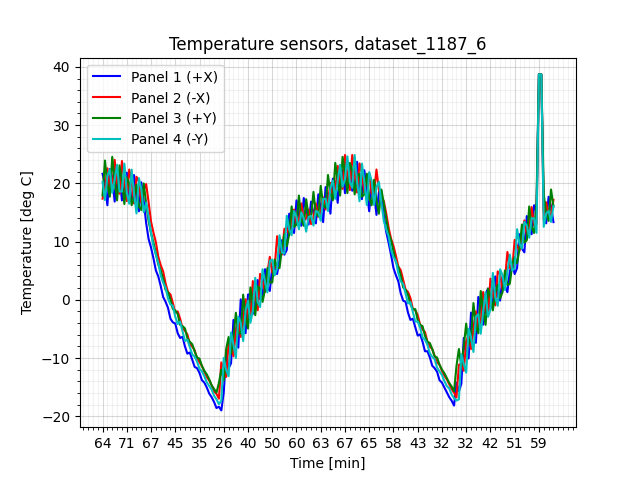 Temperature sensors, dataset_1187_6
40
30
20
10
0
−10
−20
Temperature [deg C]
Panel 1 (+X)
Panel 2 (-X)
Panel 3 (+Y)
Panel 4 (-Y)
64 71 67 45 35 26 40 50 60 63 67 65 58 43 32 32 42 51 59
Time [min]